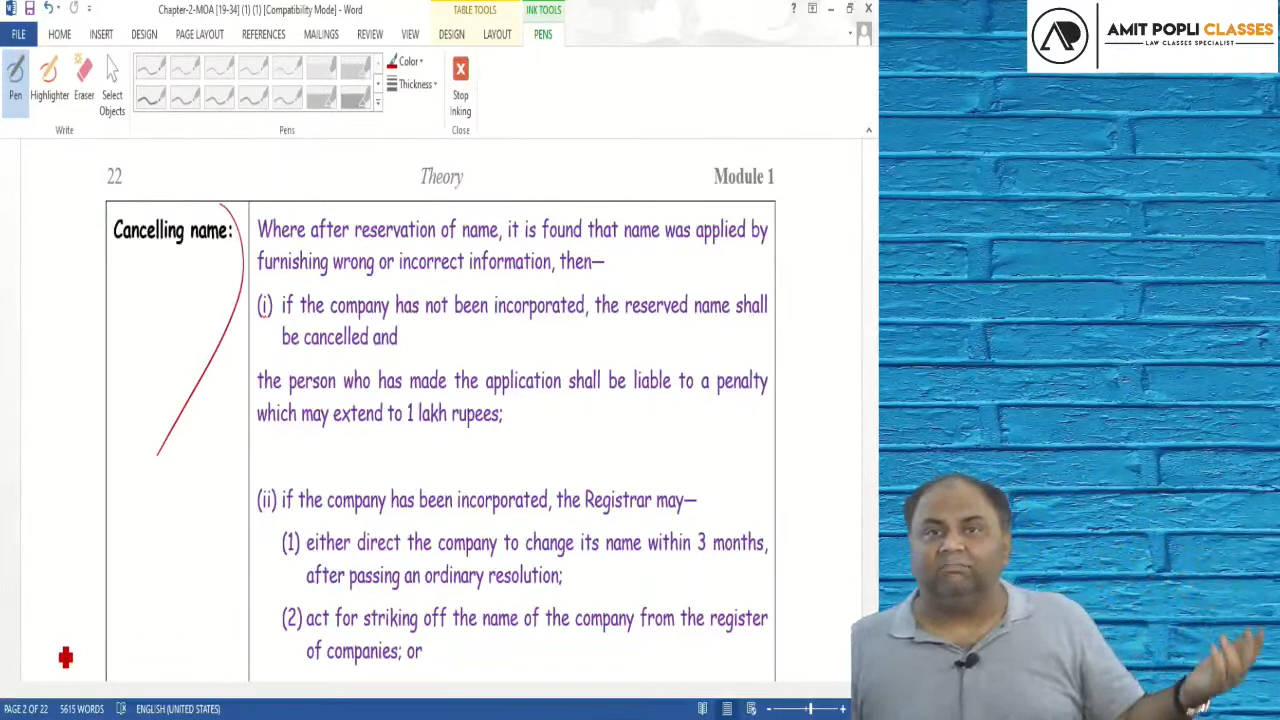 Chapter-2-MOA [19-34] (1) (1) [Compatibility Mode] - Word
TABLE TOOLS
INK TOOLS
FILE HOME INSERT DESIGN PAGE LAYOUT REFERENCES MAILINGS REVIEW VIEW DESIGN LAYOUT PENS
AMIT POPLI CLASSES
LAW CLASSES SPECIALIST
Pen
Highlighter
Eraser
Select Objects
Color
Thickness
Stop Inking
Write
Pens
Close
22 Theory Module 1
Cancelling name:
Where after reservation of name, it is found that name was applied by
furnishing wrong or incorrect information, then—
(i) if the company has not been incorporated, the reserved name shall
be cancelled and
the person who has made the application shall be liable to a penalty
which may extend to 1 lakh rupees;
(ii) if the company has been incorporated, the Registrar may—
(1) either direct the company to change its name within 3 months,
after passing an ordinary resolution;
(2) act for striking off the name of the company from the register
of companies; or
PAGE 2 OF 22 5615 WORDS ENGLISH (UNITED STATES)